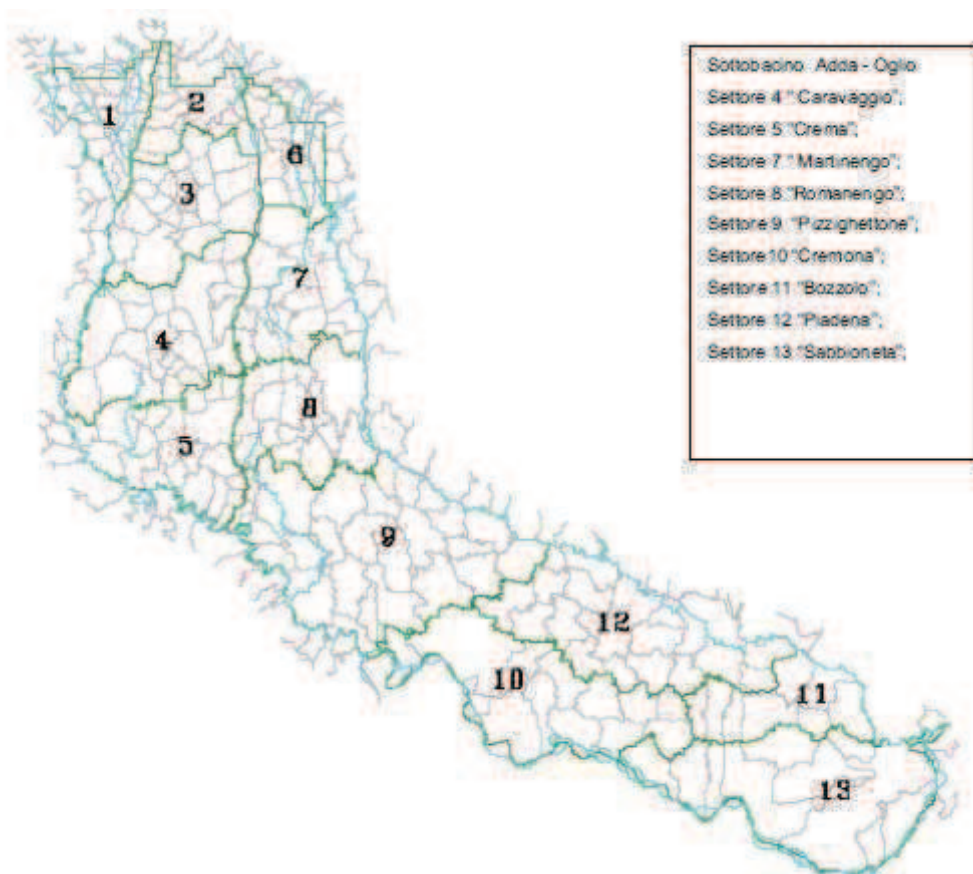 Sottobacino Adda - Oglio
Settore 4 "Caravaggio";
Settore 5 "Crema";
Settore 7 "Martinengo";
Settore 8 "Romanengo";
Settore 9 "Pizzighettone";
Settore 10 "Cremona";
Settore 11 "Bozzolo";
Settore 12 "Piadena";
Settore 13 "Sabbioneta";
1
2
6
3
7
4
8
5
9
12
10
11
13